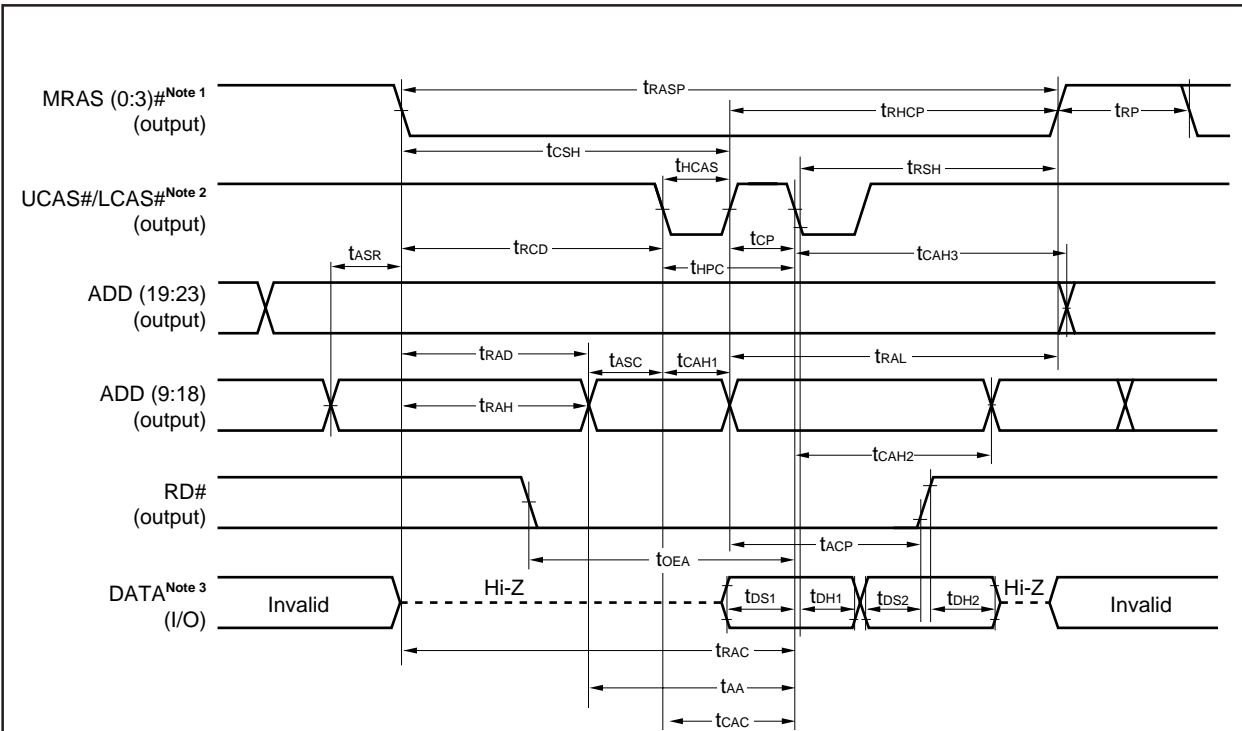 MRAS (0:3)#Note 1
(output)
tRASP
tRHCP
tRP
tCSH
tHCAS
tRSH
UCAS#/LCAS#Note 2
(output)
tASR
tRCD
tCP
tCAH3
tHPC
ADD (19:23)
(output)
tRAD
tASC
tCAH1
tRAL
ADD (9:18)
(output)
tRAH
tCAH2
RD#
(output)
tACP
tOEA
DATANote 3
(I/O)
Invalid
Hi-Z
tDS1
tDH1
tDS2
tDH2
Hi-Z
Invalid
tRAC
tAA
tCAC